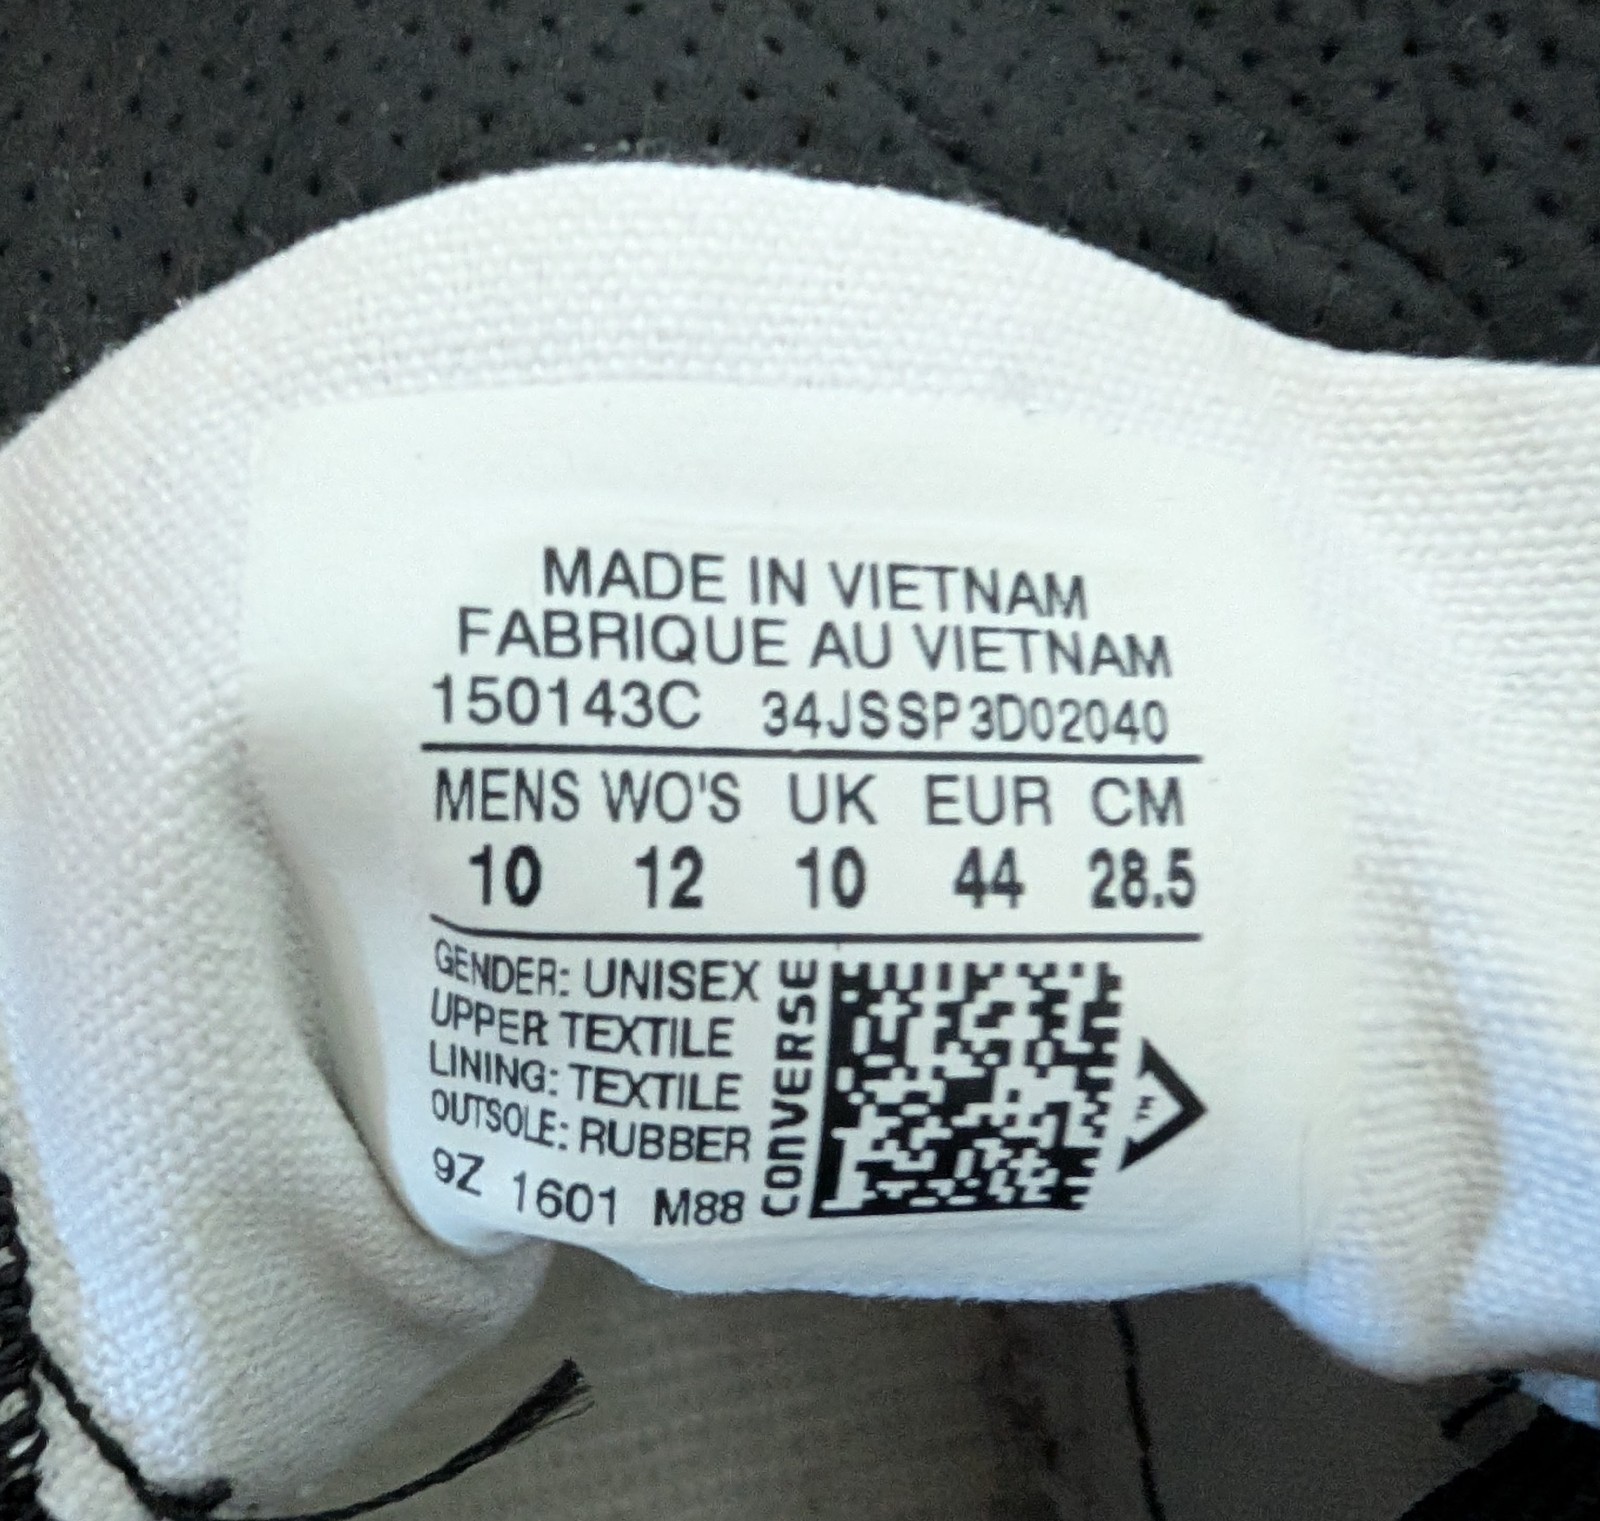 MADE IN VIETNAM
FABRIQUE AU VIETNAM
150143C 34JSSP3D02040
MENS WO'S UK EUR CM
10 12 10 44 28.5
GENDER: UNISEX
UPPER: TEXTILE
LINING: TEXTILE
OUTSOLE: RUBBER
9Z 1601 M88
CONVERSE
TM